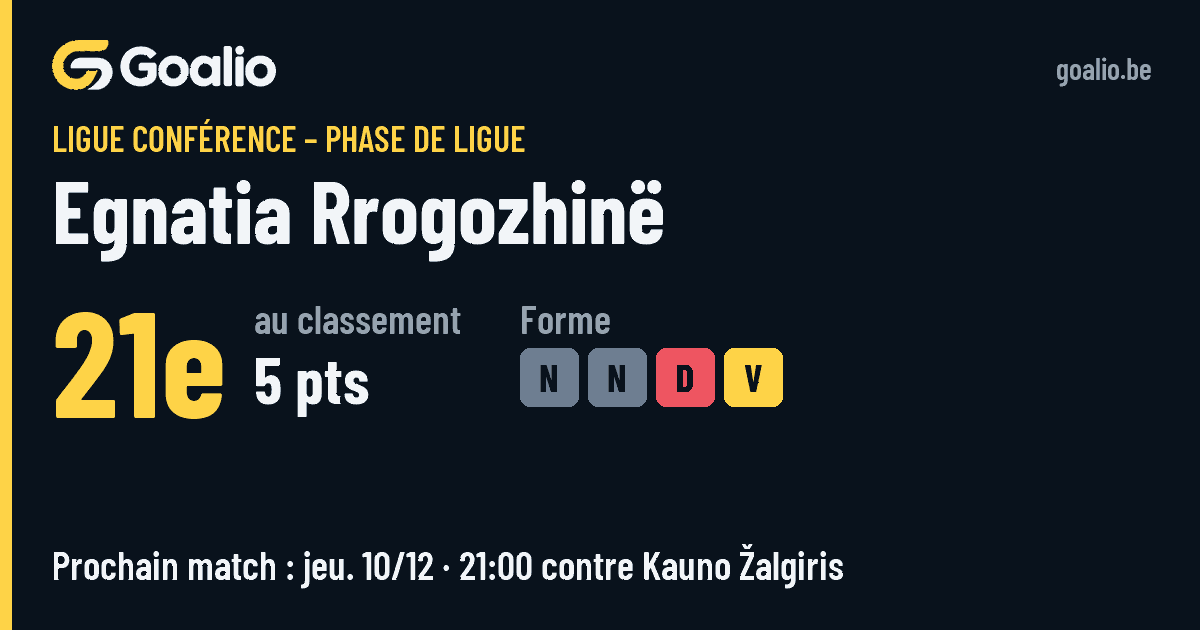 Goalio
goalio.be
LIGUE CONFÉRENCE – PHASE DE LIGUE
Egnatia Rrogozhinë
21e
au classement
5 pts
Forme
N N D V
Prochain match : jeu. 10/12 · 21:00 contre Kauno Žalgiris